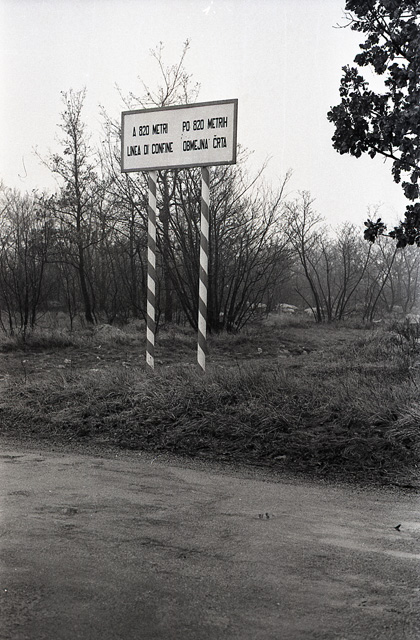 A 820 METRI
LINEA DI CONFINE
PO 820 METRIH
OBMEJNA ČRTA